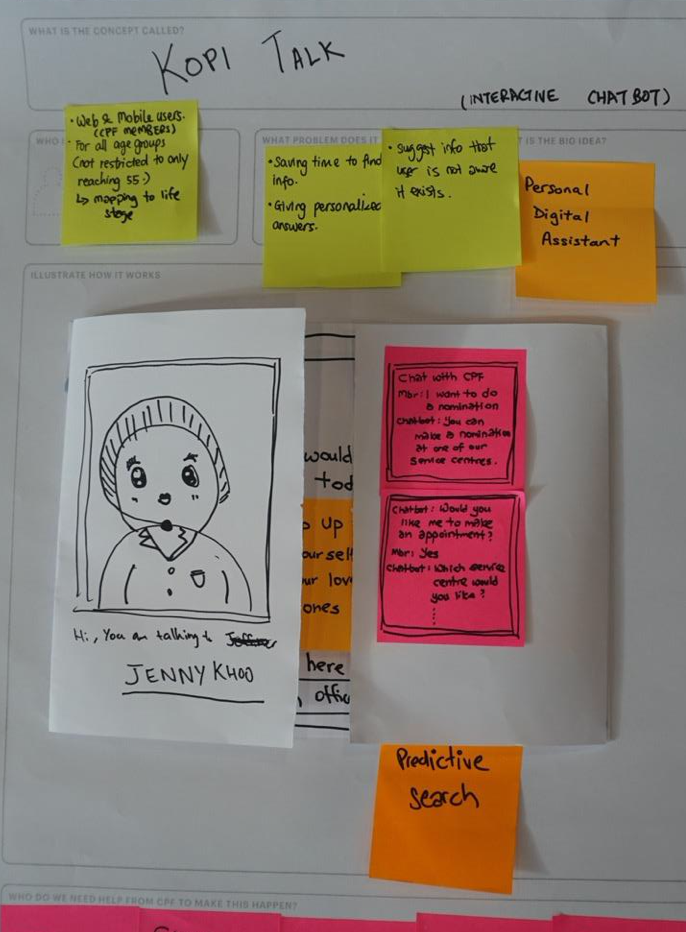 WHAT IS THE CONCEPT CALLED?
KOPI TALK
(INTERACTIVE CHATBOT)
WHO
• Web & Mobile users.
(CPF MEMBERS)
• For all age groups
(not restricted to only
reaching 55:)
↳ mapping to life
stage
WHAT PROBLEM DOES IT
• Saving time to find
info.
• Giving personalized
answers.
• Suggest info that
user is not aware
it exists.
IS THE BIG IDEA?
Personal
Digital
Assistant
ILLUSTRATE HOW IT WORKS
Hi, You are talking to
JENNY KHOO
would
tod
up
ourself
ur lov
ones
here
offic
Chat with CPF
Mbr: I want to do
a nomination
Chatbot: You can
make a nomination
at one of our
service centres.
Chatbot: Would you
like me to make
an appointment?
Mbr: Yes
Chatbot: Which service
centre would
you like?
:
Predictive
search
WHO DO WE NEED HELP FROM CPF TO MAKE THIS HAPPEN?